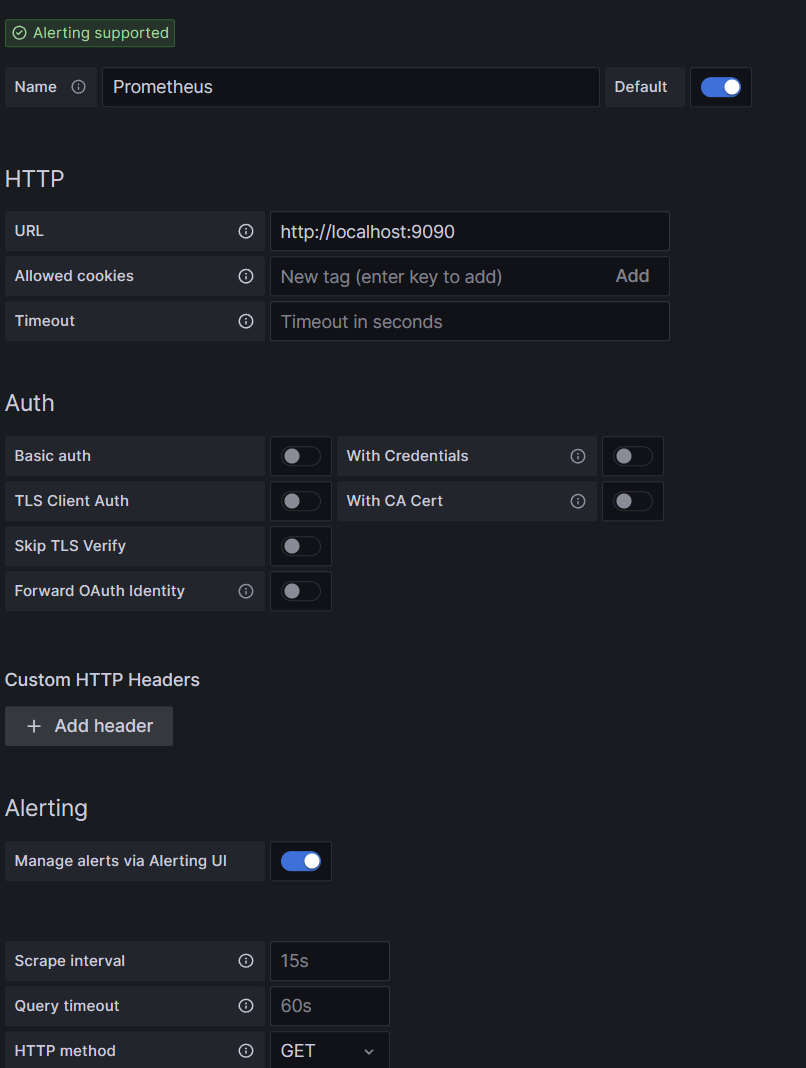 Alerting supported
Name Prometheus Default
HTTP
URL http://localhost:9090
Allowed cookies New tag (enter key to add) Add
Timeout Timeout in seconds
Auth
Basic auth With Credentials
TLS Client Auth With CA Cert
Skip TLS Verify
Forward OAuth Identity
Custom HTTP Headers
+ Add header
Alerting
Manage alerts via Alerting UI
Scrape interval 15s
Query timeout 60s
HTTP method GET